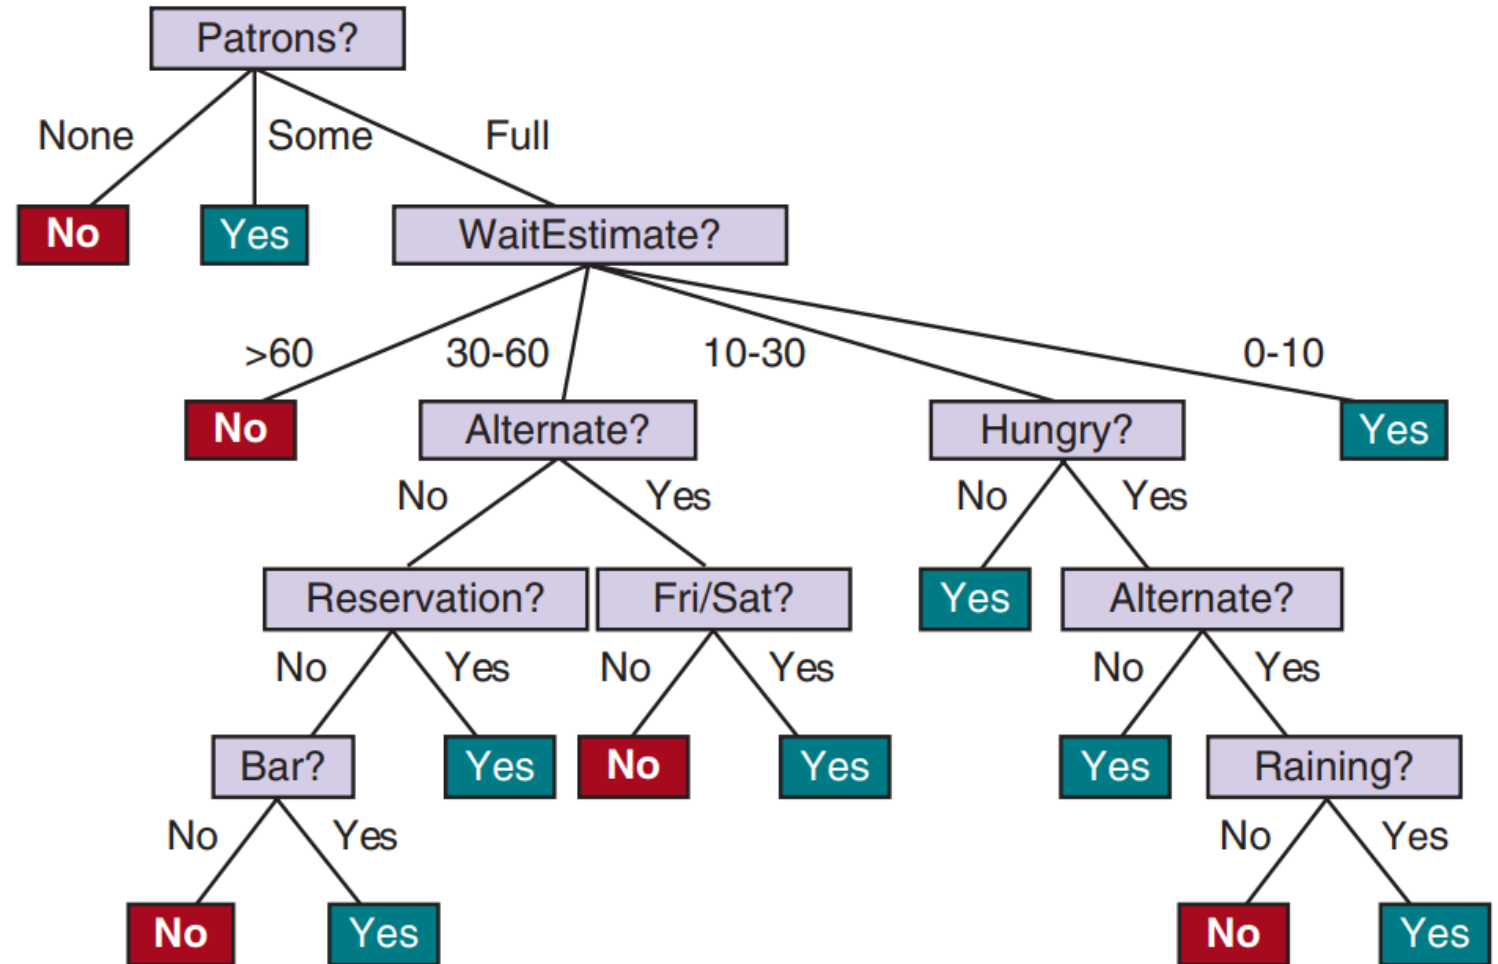 Patrons?
None Some Full
No Yes WaitEstimate?
>60 30-60 10-30 0-10
No Alternate? Hungry? Yes
No Yes No Yes
Reservation? Fri/Sat? Yes Alternate?
No Yes No Yes No Yes
Bar? Yes No Yes Yes Raining?
No Yes No Yes
No Yes No Yes